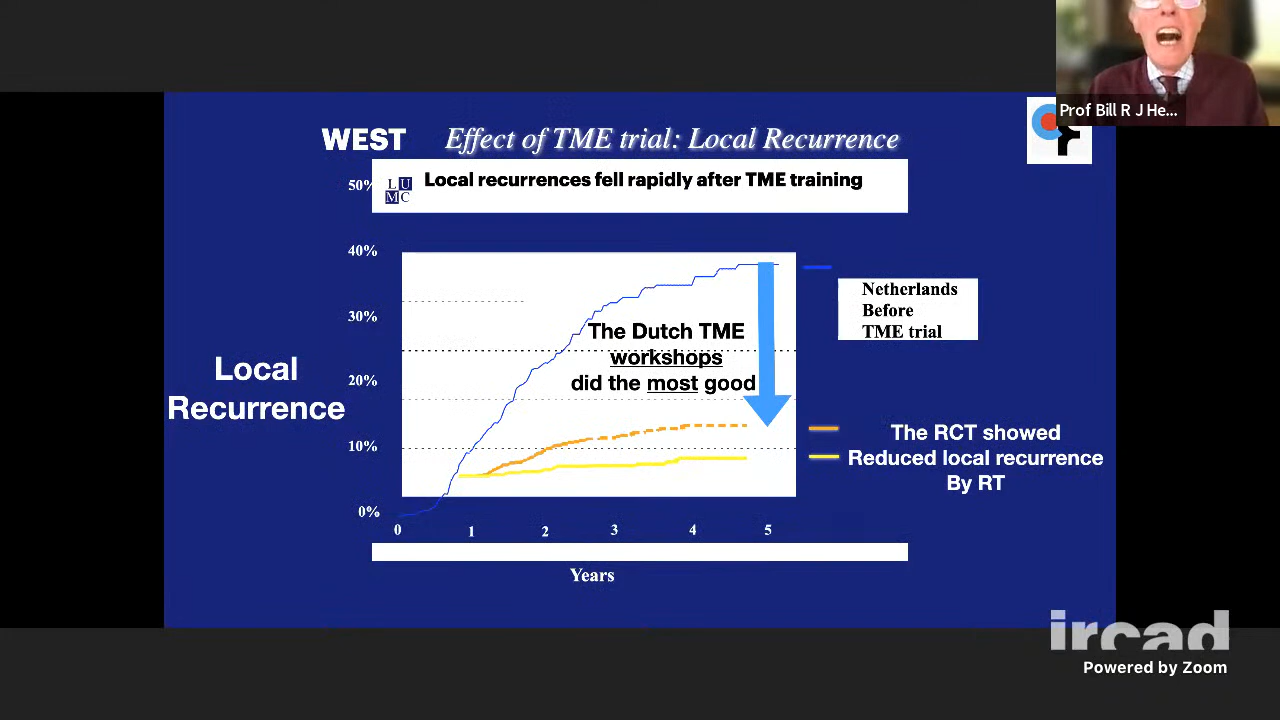 Prof Bill R J He...
WEST Effect of TME trial: Local Recurrence
50%
L U
M C
Local recurrences fell rapidly after TME training
40%
30%
20%
10%
0%
Local
Recurrence
The Dutch TME
workshops
did the most good
Netherlands
Before
TME trial
The RCT showed
Reduced local recurrence
By RT
0 1 2 3 4 5
Years
ircad
Powered by Zoom